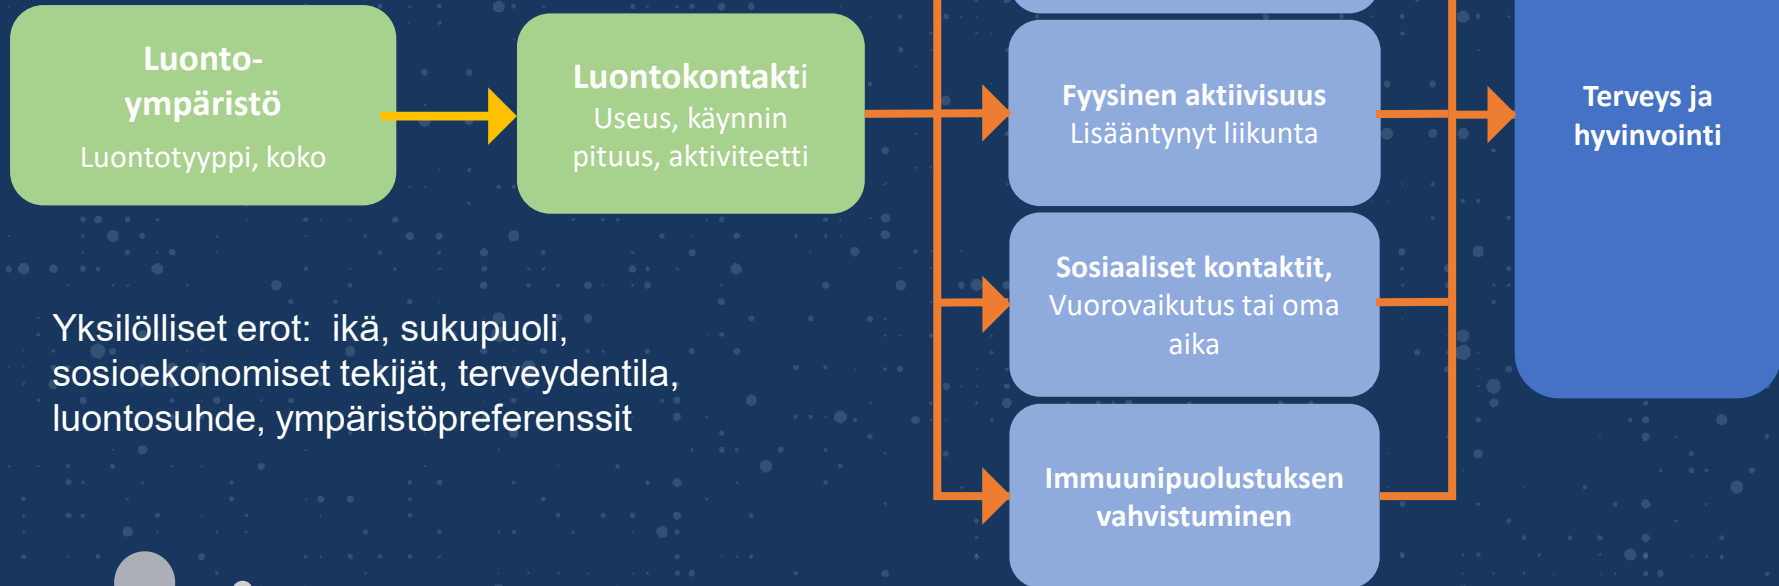 Luonto-
ympäristö
Luontotyyppi, koko
Luontokontakti
Useus, käynnin
pituus, aktiviteetti
Fyysinen aktiivisuus
Lisääntynyt liikunta
Sosiaaliset kontaktit,
Vuorovaikutus tai oma
aika
Immuunipuolustuksen
vahvistuminen
Terveys ja
hyvinvointi
Yksilölliset erot:  ikä, sukupuoli,
sosioekonomiset tekijät, terveydentila,
luontosuhde, ympäristöpreferenssit